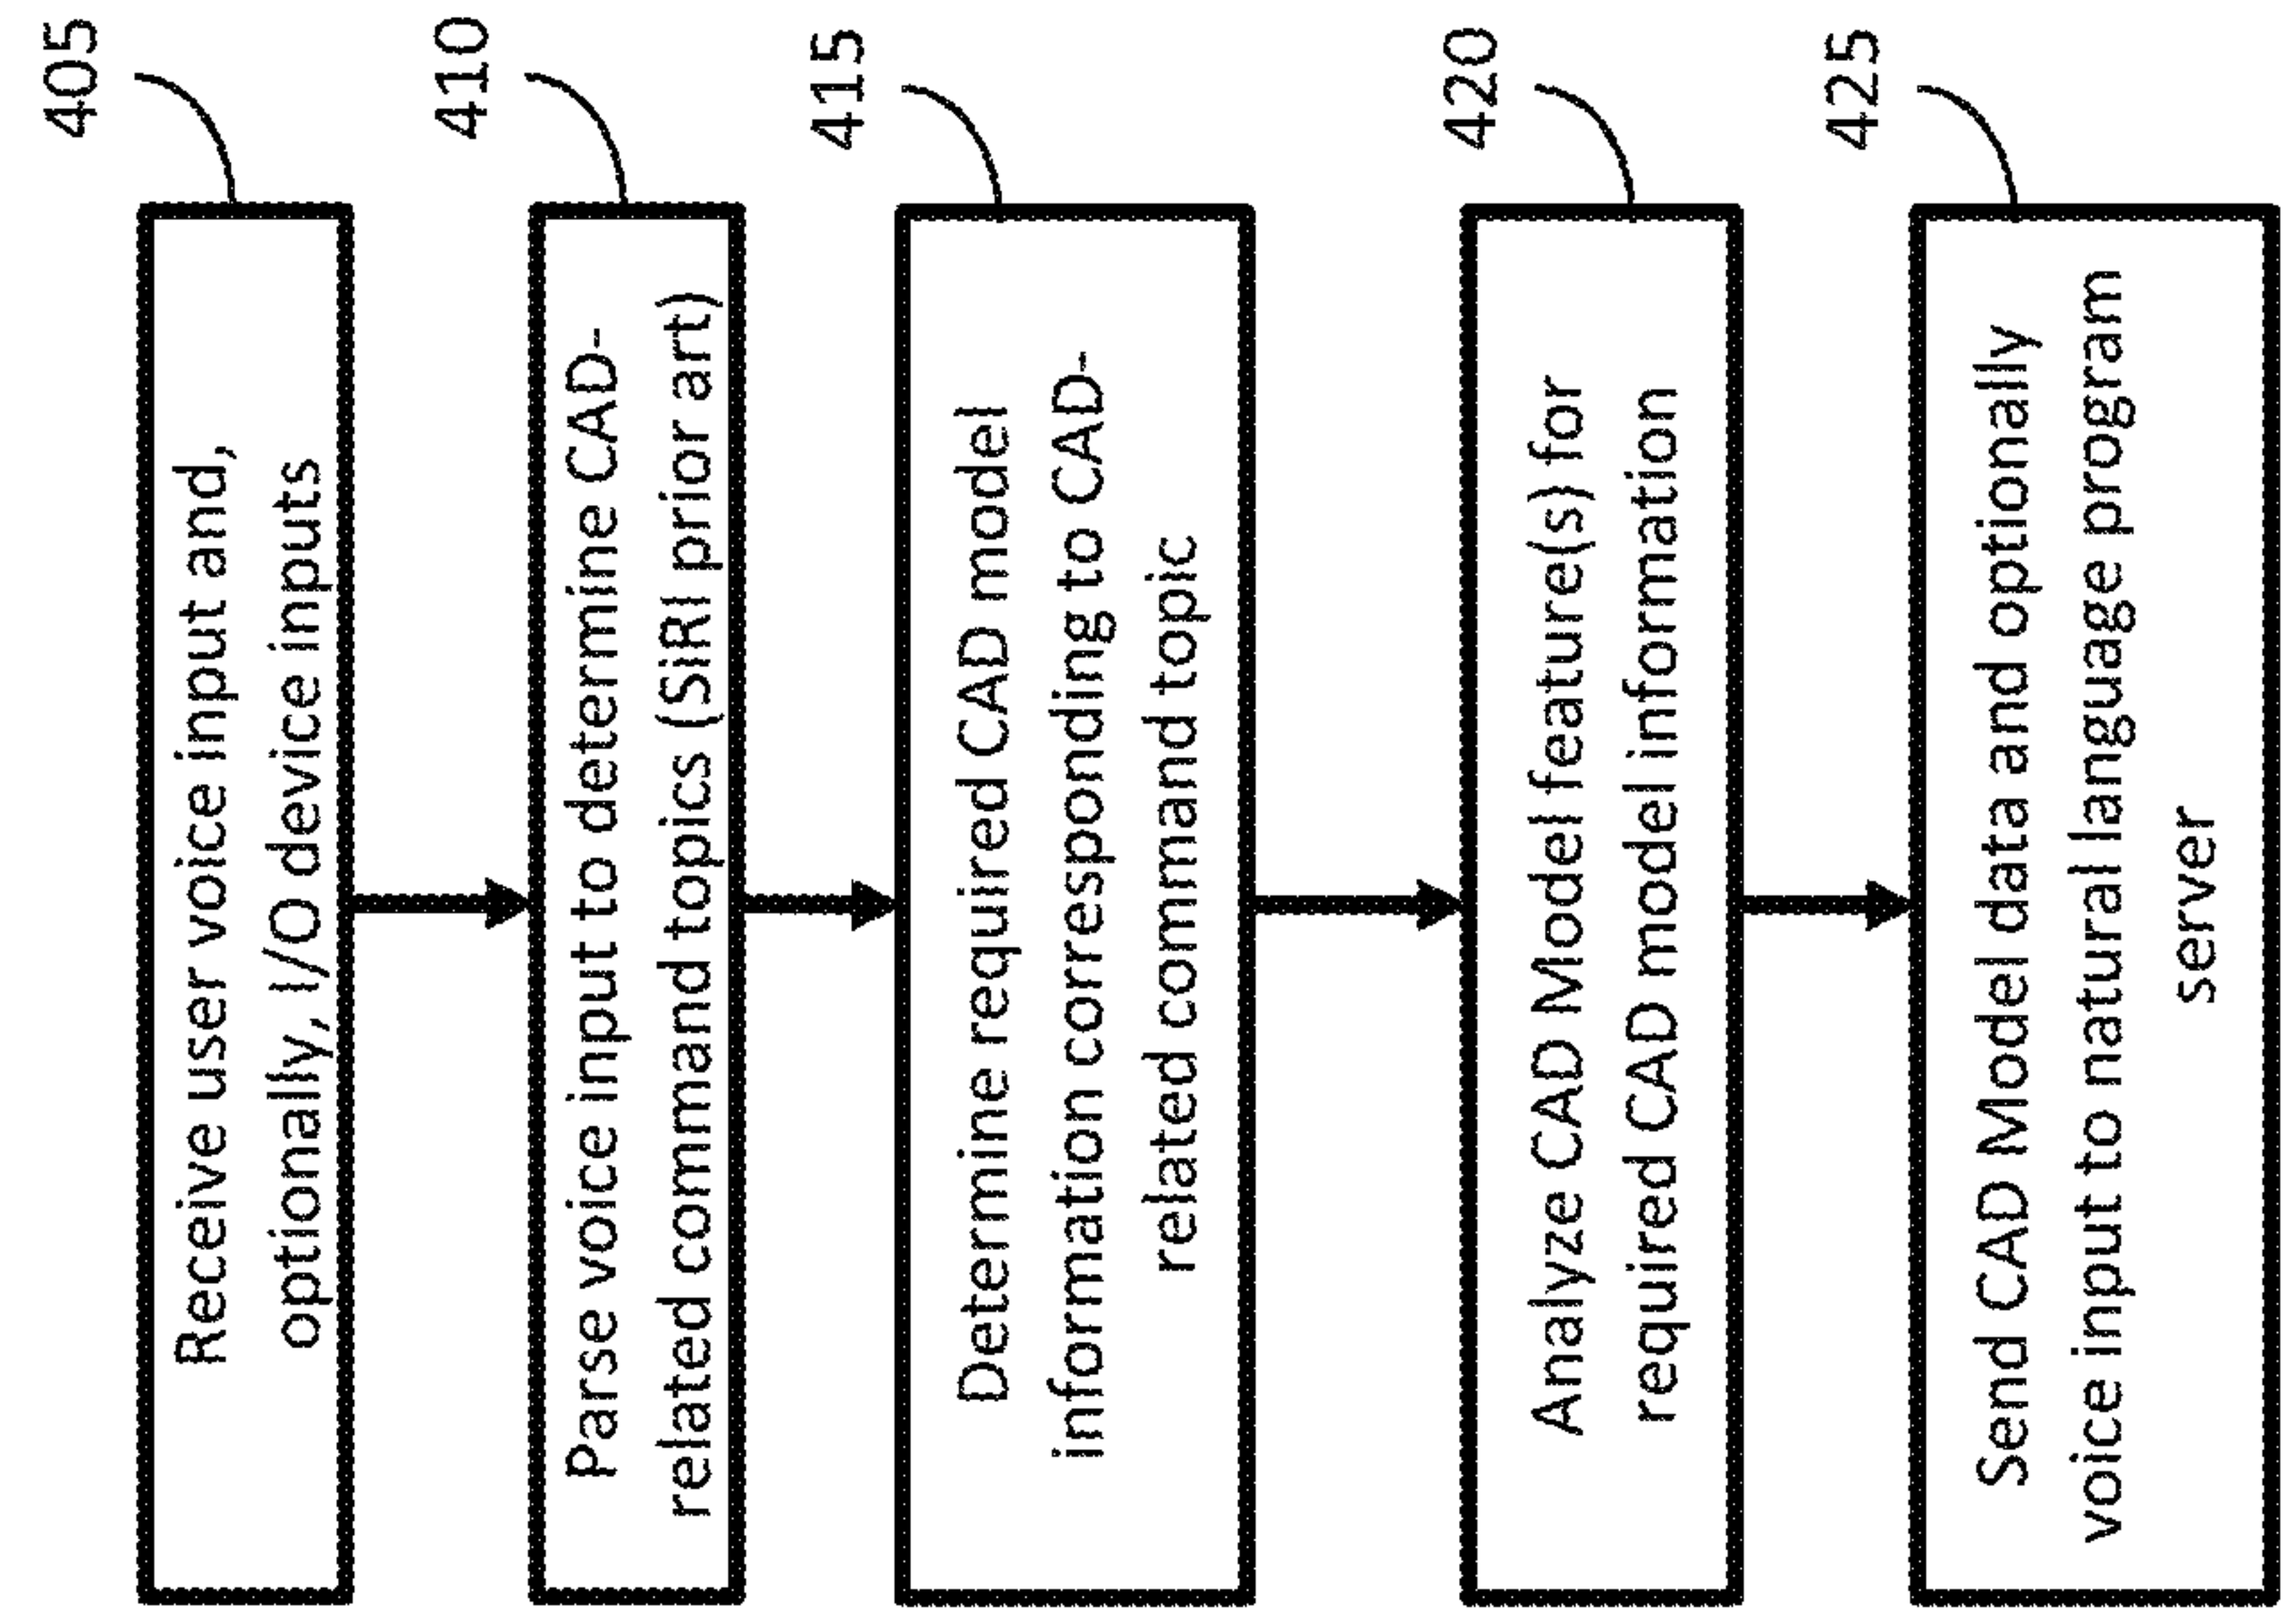 405
Receive user voice input and,
optionally, I/O device inputs
410
Parse voice input to determine CAD-
related command topics (SiRI prior art)
415
Determine required CAD model
information corresponding to CAD-
related command topic
420
Analyze CAD Model feature(s) for
required CAD model information
425
Send CAD Model data and optionally
voice input to natural language program
server